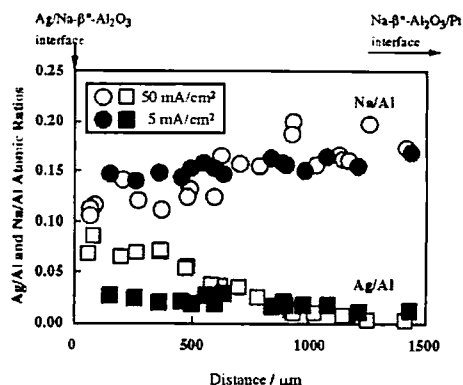 Ag/Na-β"-Al2O3
interface
Na-β"-Al2O3/Pt
interface
0.25
50 mA/cm²
5 mA/cm²
Na/Al
0.20
0.15
0.10
0.05
0.00
Ag/Al
Ag/Al and Na/Al Atomic Ratios
0
500
1000
1500
Distance / μm